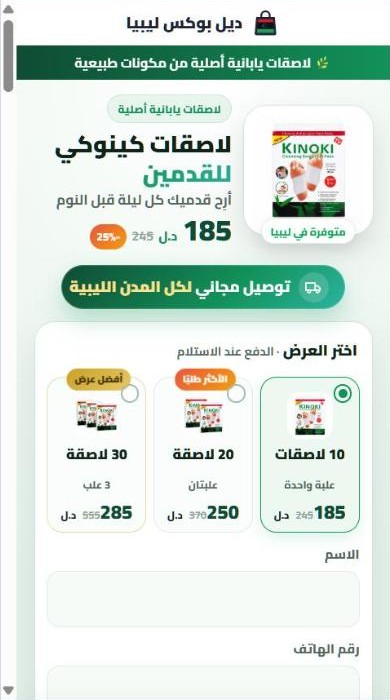 ديل بوكس ليبيا
لاصقات يابانية أصلية من مكونات طبيعية
لاصقات يابانية أصلية
لاصقات كينوكي
للقدمين
أرح قدميك كل ليلة قبل النوم
185 د.ل 245 -25%
KINOKI
متوفرة في ليبيا
توصيل مجاني لكل المدن الليبية
اختر العرض · الدفع عند الاستلام
الأكثر طلبًا
أفضل عرض
10 لاصقات
علبة واحدة
185 245 د.ل
20 لاصقة
علبتان
250 370 د.ل
30 لاصقة
3 علب
285 555 د.ل
الاسم
رقم الهاتف